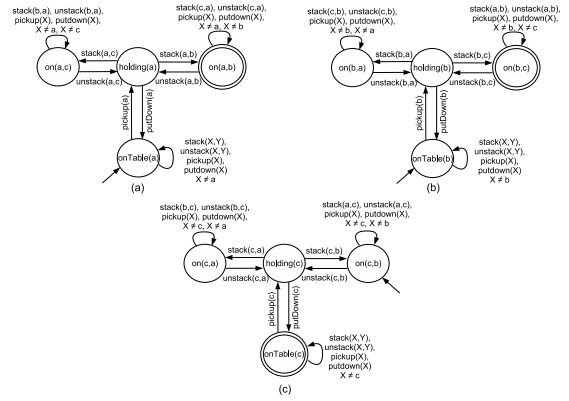 stack(b,a), unstack(b,a),
pickup(X), putdown(X),
X ≠ a, X ≠ c
stack(c,a), unstack(c,a),
pickup(X), putdown(X),
X ≠ a, X ≠ b
on(a,c)
stack(a,c)
unstack(a,c)
holding(a)
stack(a,b)
unstack(a,b)
on(a,b)
pickup(a)
putDown(a)
onTable(a)
stack(X,Y),
unstack(X,Y),
pickup(X),
putdown(X)
X ≠ a
(a)
stack(c,b), unstack(c,b),
pickup(X), putdown(X),
X ≠ b, X ≠ a
stack(a,b), unstack(a,b),
pickup(X), putdown(X),
X ≠ b, X ≠ c
on(b,a)
stack(b,a)
unstack(b,a)
holding(b)
stack(b,c)
unstack(b,c)
on(b,c)
pickup(b)
putDown(b)
onTable(b)
stack(X,Y),
unstack(X,Y),
pickup(X),
putdown(X)
X ≠ b
(b)
stack(b,c), unstack(b,c),
pickup(X), putdown(X),
X ≠ c, X ≠ a
stack(a,c), unstack(a,c),
pickup(X), putdown(X),
X ≠ c, X ≠ b
on(c,a)
stack(c,a)
unstack(c,a)
holding(c)
stack(c,b)
unstack(c,b)
on(c,b)
pickup(c)
putDown(c)
onTable(c)
stack(X,Y),
unstack(X,Y),
pickup(X),
putdown(X)
X ≠ c
(c)